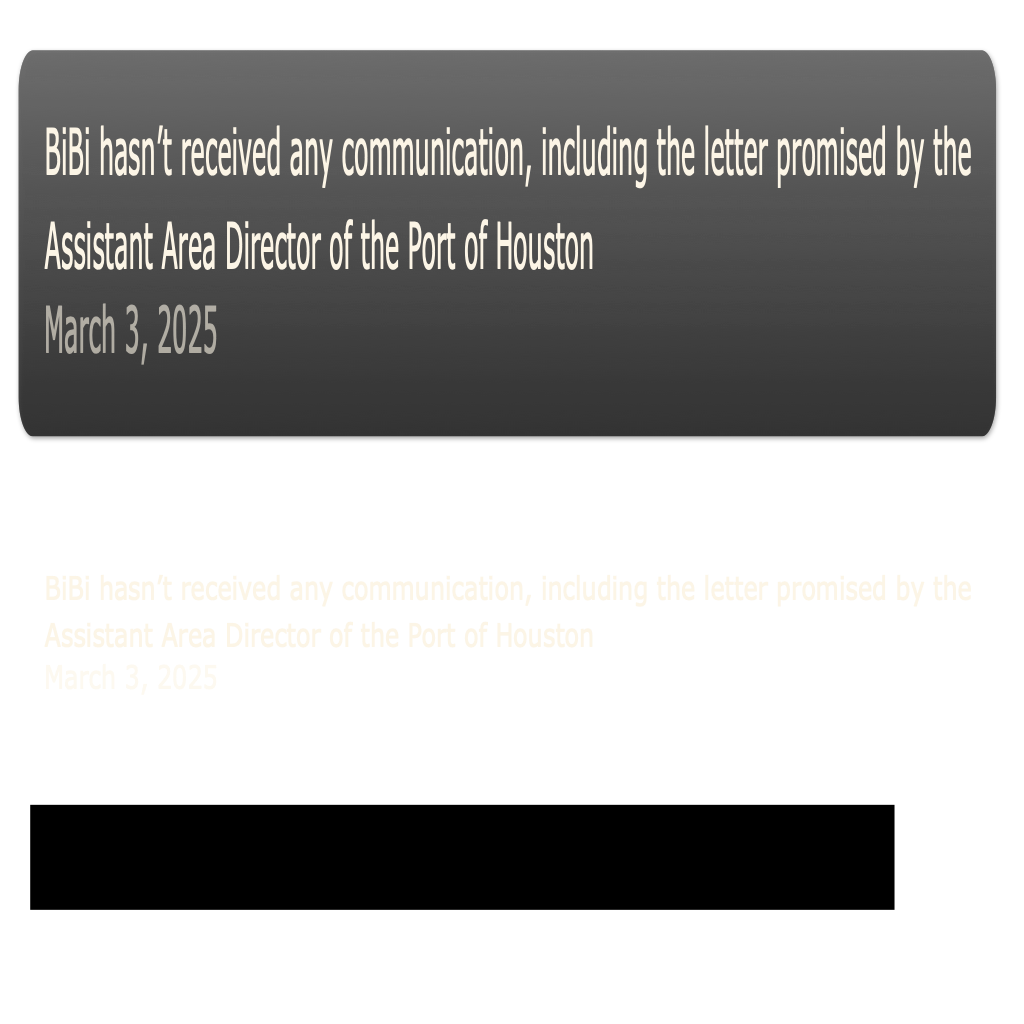 BiBi hasn’t received any communication, including the letter promised by the
Assistant Area Director of the Port of Houston
March 3, 2025
BiBi hasn’t received any communication, including the letter promised by the
Assistant Area Director of the Port of Houston
March 3, 2025